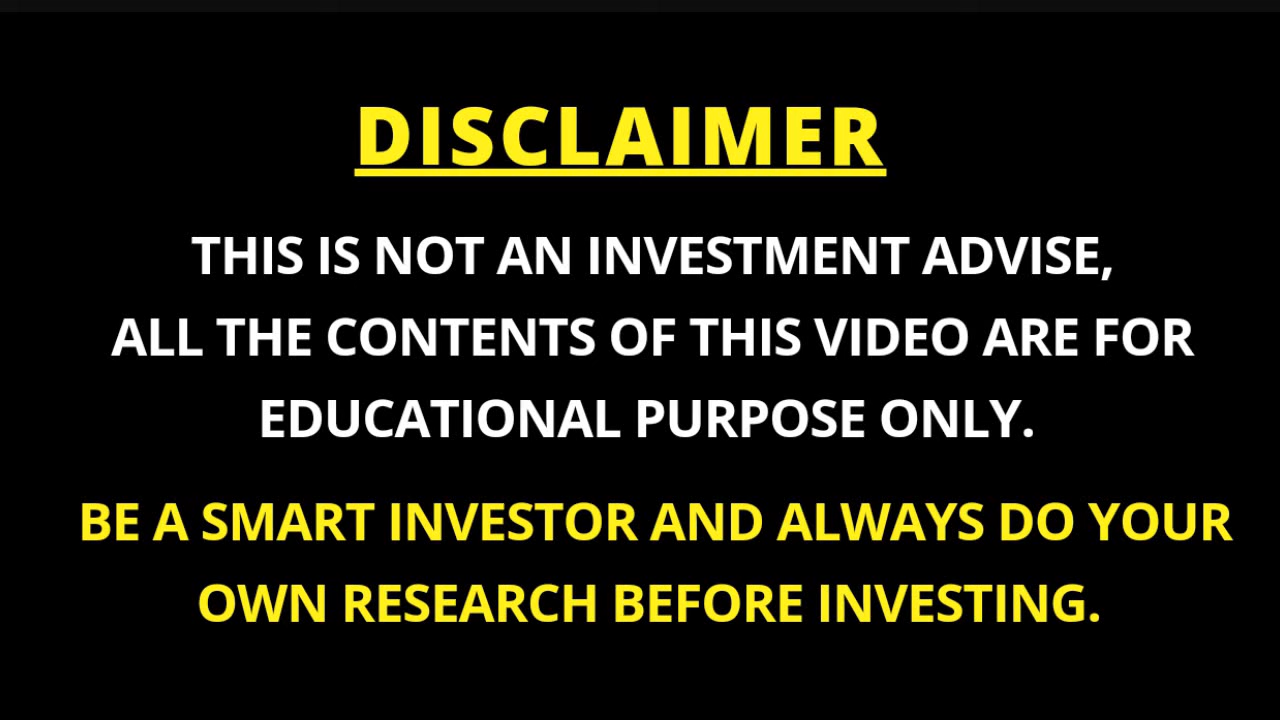 DISCLAIMER
THIS IS NOT AN INVESTMENT ADVISE,
ALL THE CONTENTS OF THIS VIDEO ARE FOR
EDUCATIONAL PURPOSE ONLY.
BE A SMART INVESTOR AND ALWAYS DO YOUR
OWN RESEARCH BEFORE INVESTING.